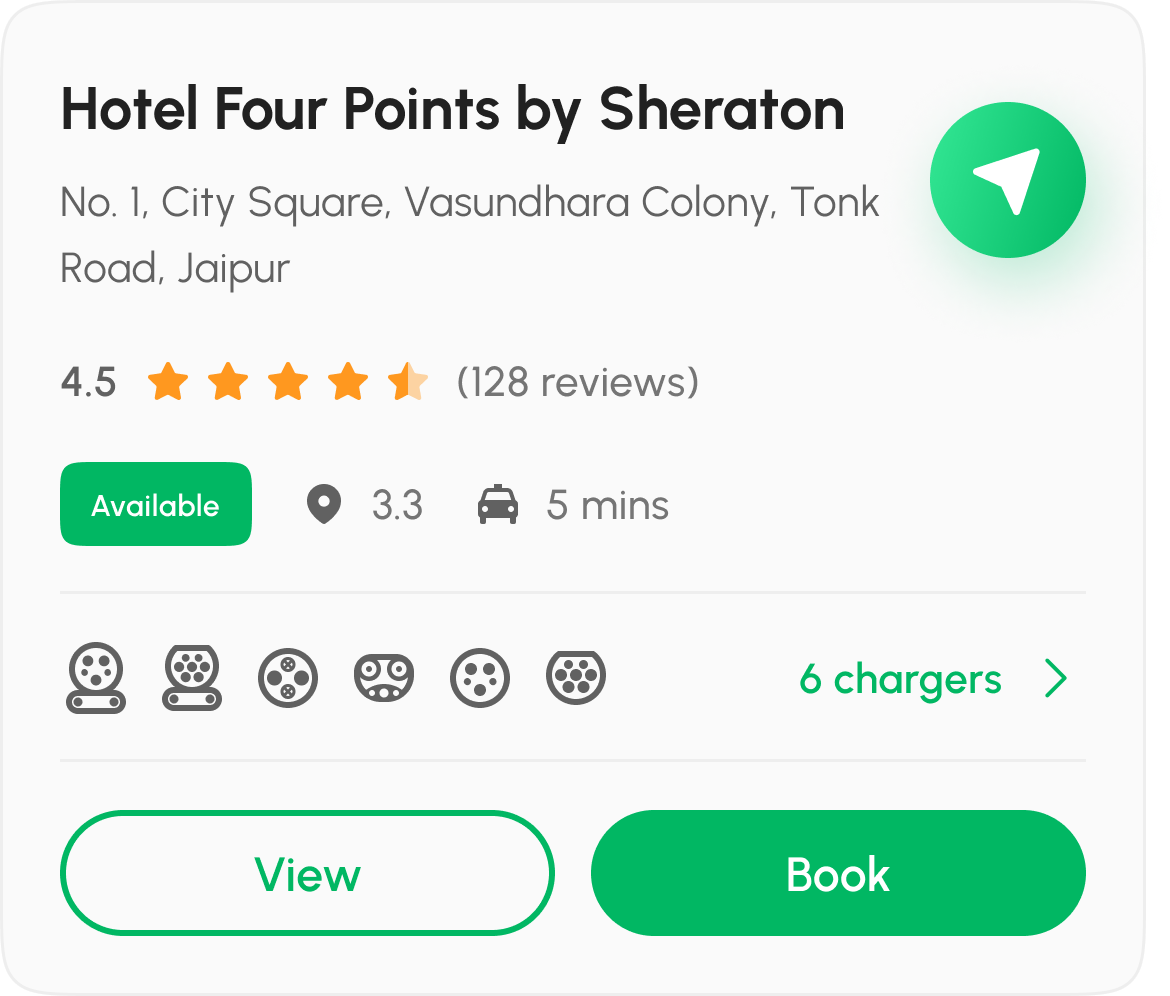 Hotel Four Points by Sheraton
No. 1, City Square, Vasundhara Colony, Tonk
Road, Jaipur
4.5 (128 reviews)
Available 3.3 5 mins
6 chargers
View Book